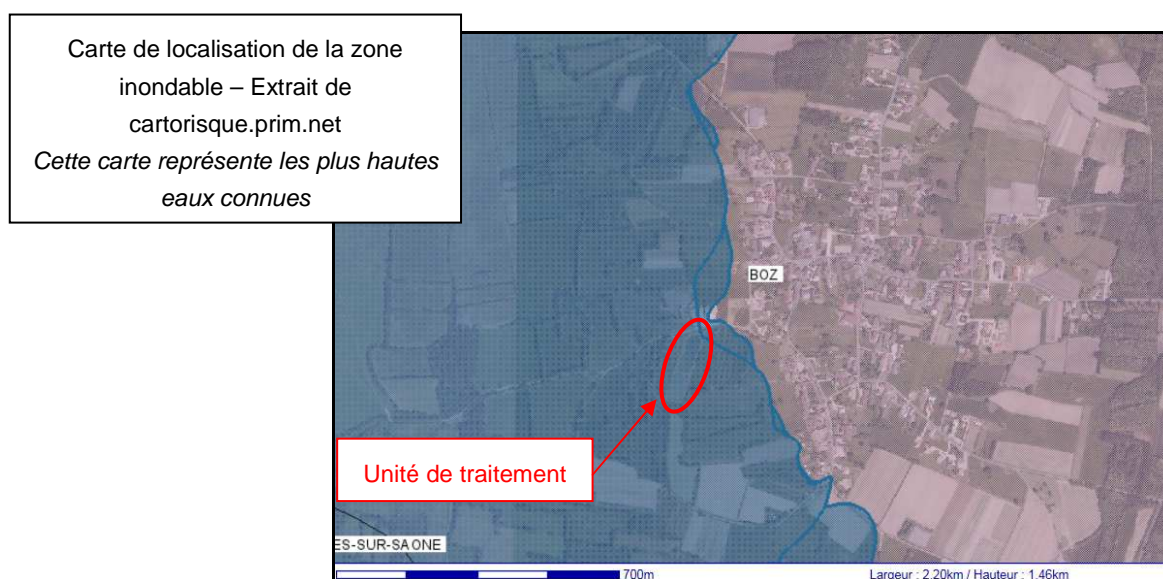 Carte de localisation de la zone
inondable – Extrait de
cartorisque.prim.net
Cette carte représente les plus hautes
eaux connues
BOZ
Unité de traitement
ES-SUR-SAONE
700m
Largeur : 2,20km / Hauteur : 1,46km